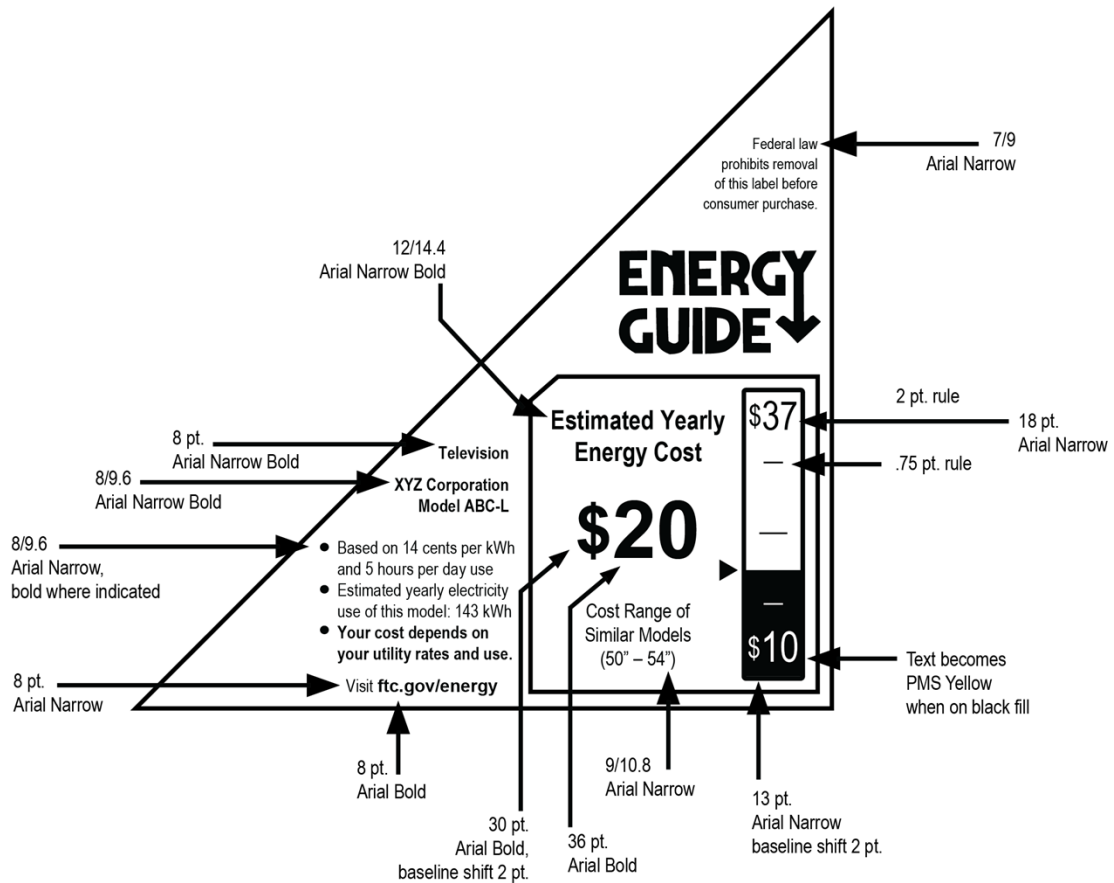 Federal law
prohibits removal
of this label before
consumer purchase.
7/9
Arial Narrow
12/14.4
Arial Narrow Bold
ENERGY
GUIDE
Estimated Yearly
Energy Cost
$20
Cost Range of
Similar Models
(50” – 54”)
$37
$10
2 pt. rule
18 pt.
Arial Narrow
.75 pt. rule
8 pt.
Arial Narrow Bold
Television
8/9.6
Arial Narrow Bold
XYZ Corporation
Model ABC-L
8/9.6
Arial Narrow,
bold where indicated
● Based on 14 cents per kWh
and 5 hours per day use
● Estimated yearly electricity
use of this model: 143 kWh
● Your cost depends on
your utility rates and use.
8 pt.
Arial Narrow
Visit ftc.gov/energy
Text becomes
PMS Yellow
when on black fill
8 pt.
Arial Bold
30 pt.
Arial Bold,
baseline shift 2 pt.
36 pt.
Arial Bold
9/10.8
Arial Narrow
13 pt.
Arial Narrow
baseline shift 2 pt.